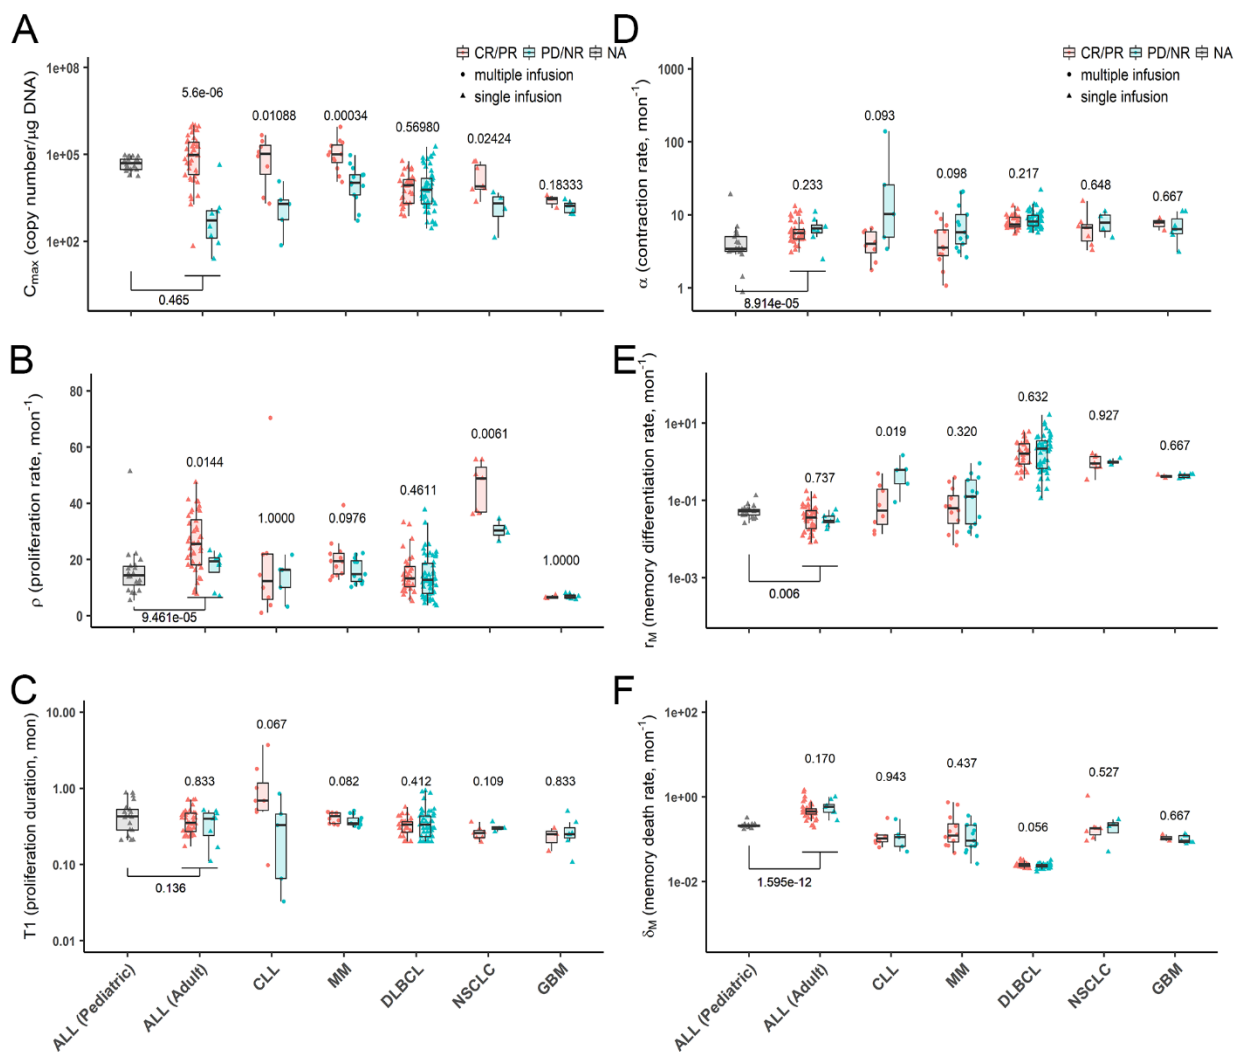 A
Cmax (copy number/µg DNA)
CR/PR PD/NR NA
multiple infusion
single infusion
1e+08
1e+05
1e+02
5.6e-06
0.01088
0.00034
0.56980
0.02424
0.18333
0.465
B
ρ (proliferation rate, mon-1)
80
60
40
20
0
0.0144
1.0000
0.0976
0.4611
0.0061
1.0000
9.461e-05
C
T1 (proliferation duration, mon)
10.00
1.00
0.10
0.01
0.833
0.067
0.082
0.412
0.109
0.833
0.136
ALL (Pediatric)
ALL (Adult)
CLL
MM
DLBCL
NSCLC
GBM
D
α (contraction rate, mon-1)
CR/PR PD/NR NA
multiple infusion
single infusion
1000
100
10
1
0.233
0.093
0.098
0.217
0.648
0.667
8.914e-05
E
rM (memory differentiation rate, mon-1)
1e+01
1e-01
1e-03
0.737
0.019
0.320
0.632
0.927
0.667
0.006
F
δM (memory death rate, mon-1)
1e+02
1e+00
1e-02
0.170
0.943
0.437
0.056
0.527
0.667
1.595e-12
ALL (Pediatric)
ALL (Adult)
CLL
MM
DLBCL
NSCLC
GBM